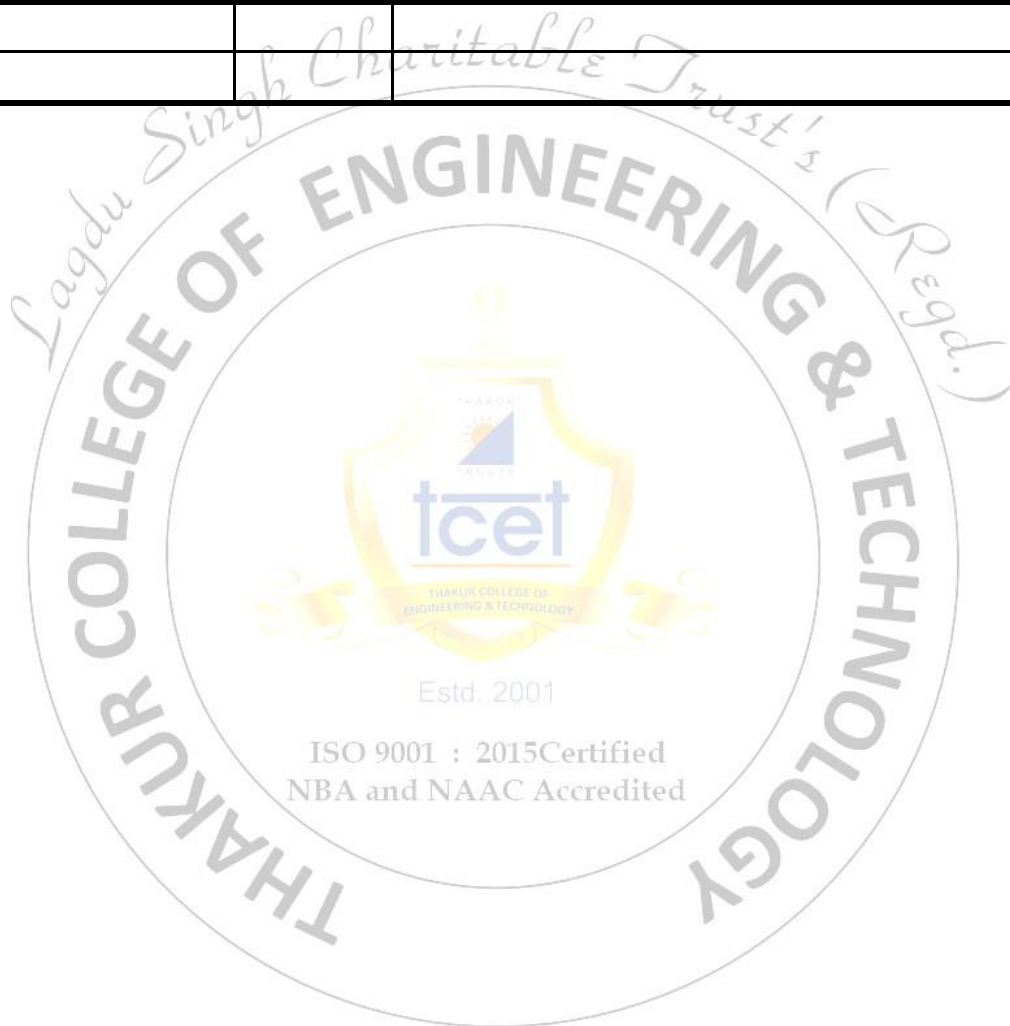 Lagdu Singh Charitable Trust's (Regd.)
THAKUR COLLEGE OF ENGINEERING & TECHNOLOGY
THAKUR
TRUSTS
tcet
THAKUR COLLEGE OF
ENGINEERING & TECHNOLOGY
Estd. 2001
ISO 9001 : 2015Certified
NBA and NAAC Accredited